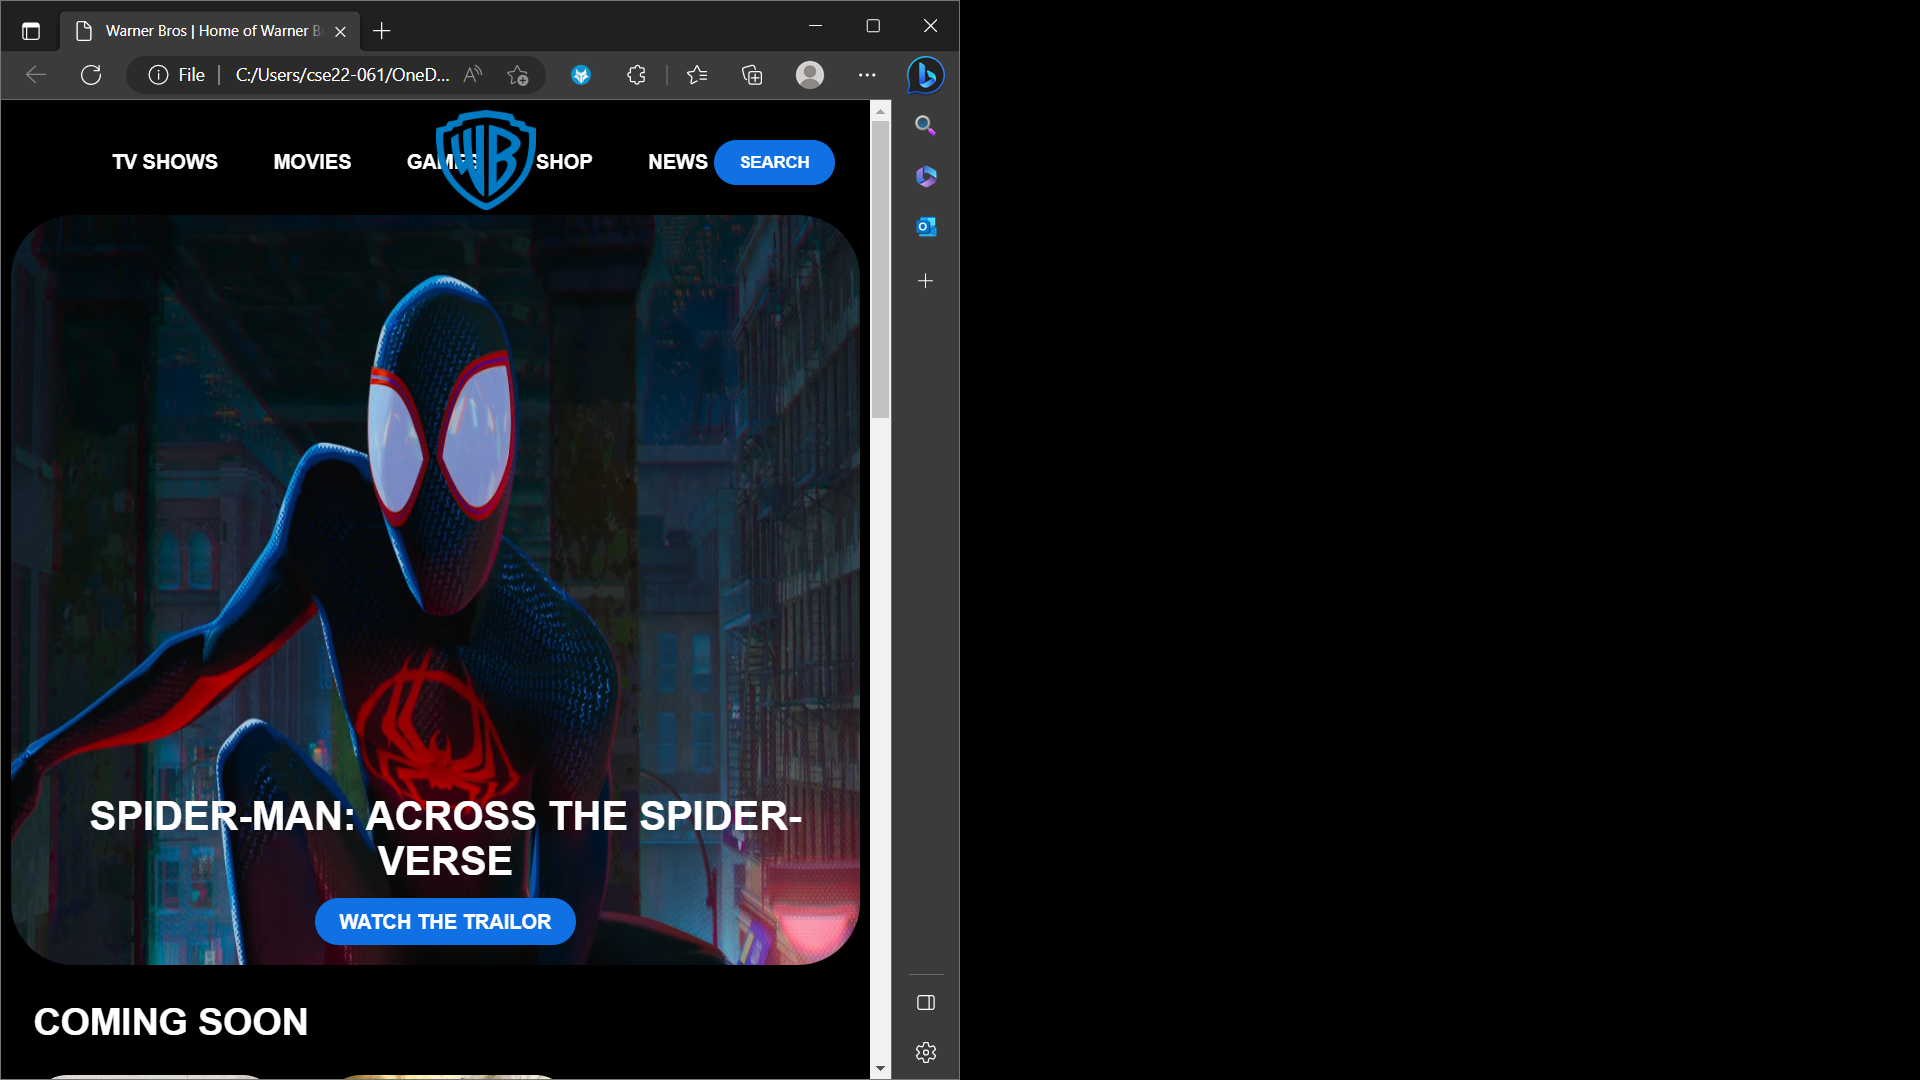 Warner Bros | Home of Warner B
File
C:/Users/cse22-061/OneD...
TV SHOWS
MOVIES
WB
SHOP
NEWS
SEARCH
SPIDER-MAN: ACROSS THE SPIDER-
VERSE
WATCH THE TRAILOR
COMING SOON